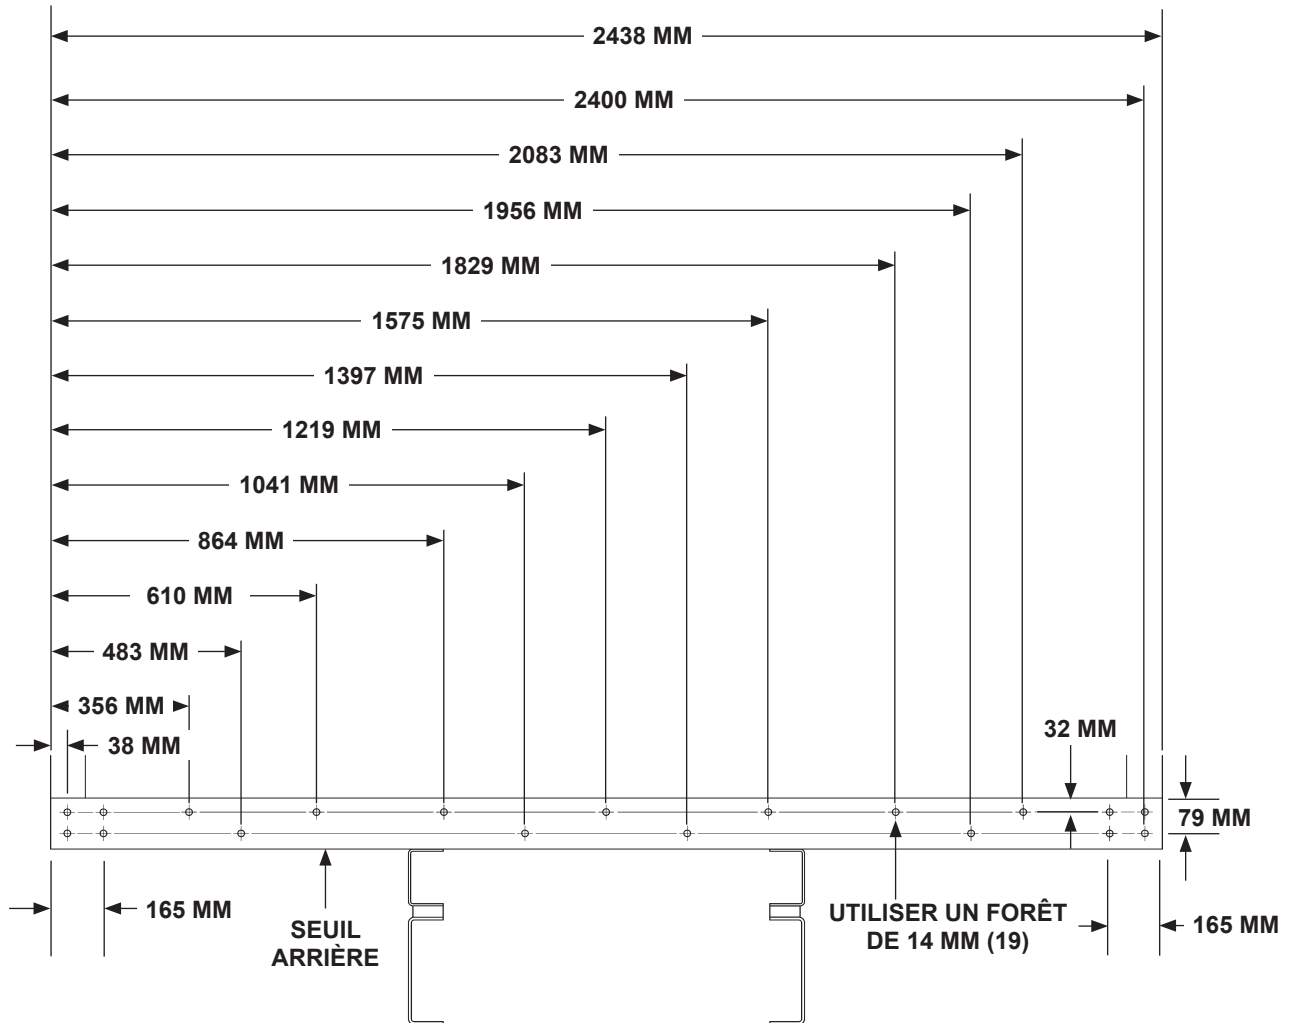 2438 MM
2400 MM
2083 MM
1956 MM
1829 MM
1575 MM
1397 MM
1219 MM
1041 MM
864 MM
610 MM
483 MM
356 MM
38 MM
32 MM
79 MM
165 MM
SEUIL
ARRIÈRE
UTILISER UN FORÊT
DE 14 MM (19)
165 MM